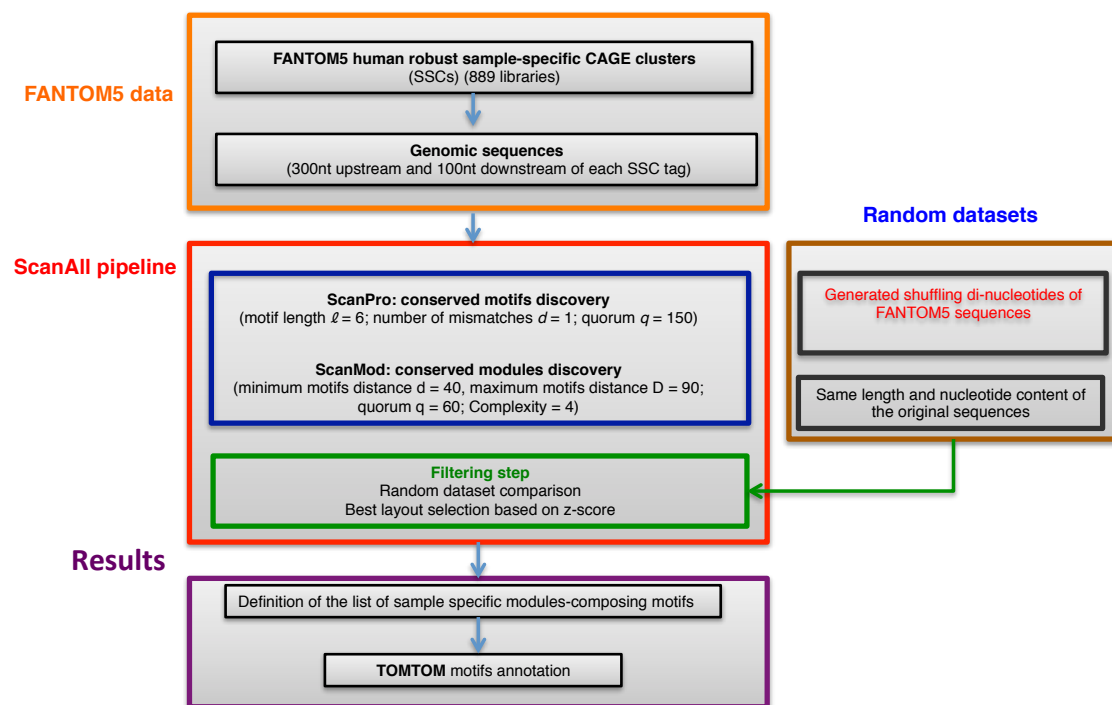 FANTOM5 data
FANTOM5 human robust sample-specific CAGE clusters
(SSCs) (889 libraries)
Genomic sequences
(300nt upstream and 100nt downstream of each SSC tag)
ScanAll pipeline
ScanPro: conserved motifs discovery
(motif length ℓ = 6; number of mismatches d = 1; quorum q = 150)
ScanMod: conserved modules discovery
(minimum motifs distance d = 40, maximum motifs distance D = 90;
quorum q = 60; Complexity = 4)
Filtering step
Random dataset comparison
Best layout selection based on z-score
Random datasets
Generated shuffling di-nucleotides of
FANTOM5 sequences
Same length and nucleotide content of
the original sequences
Results
Definition of the list of sample specific modules-composing motifs
TOMTOM motifs annotation